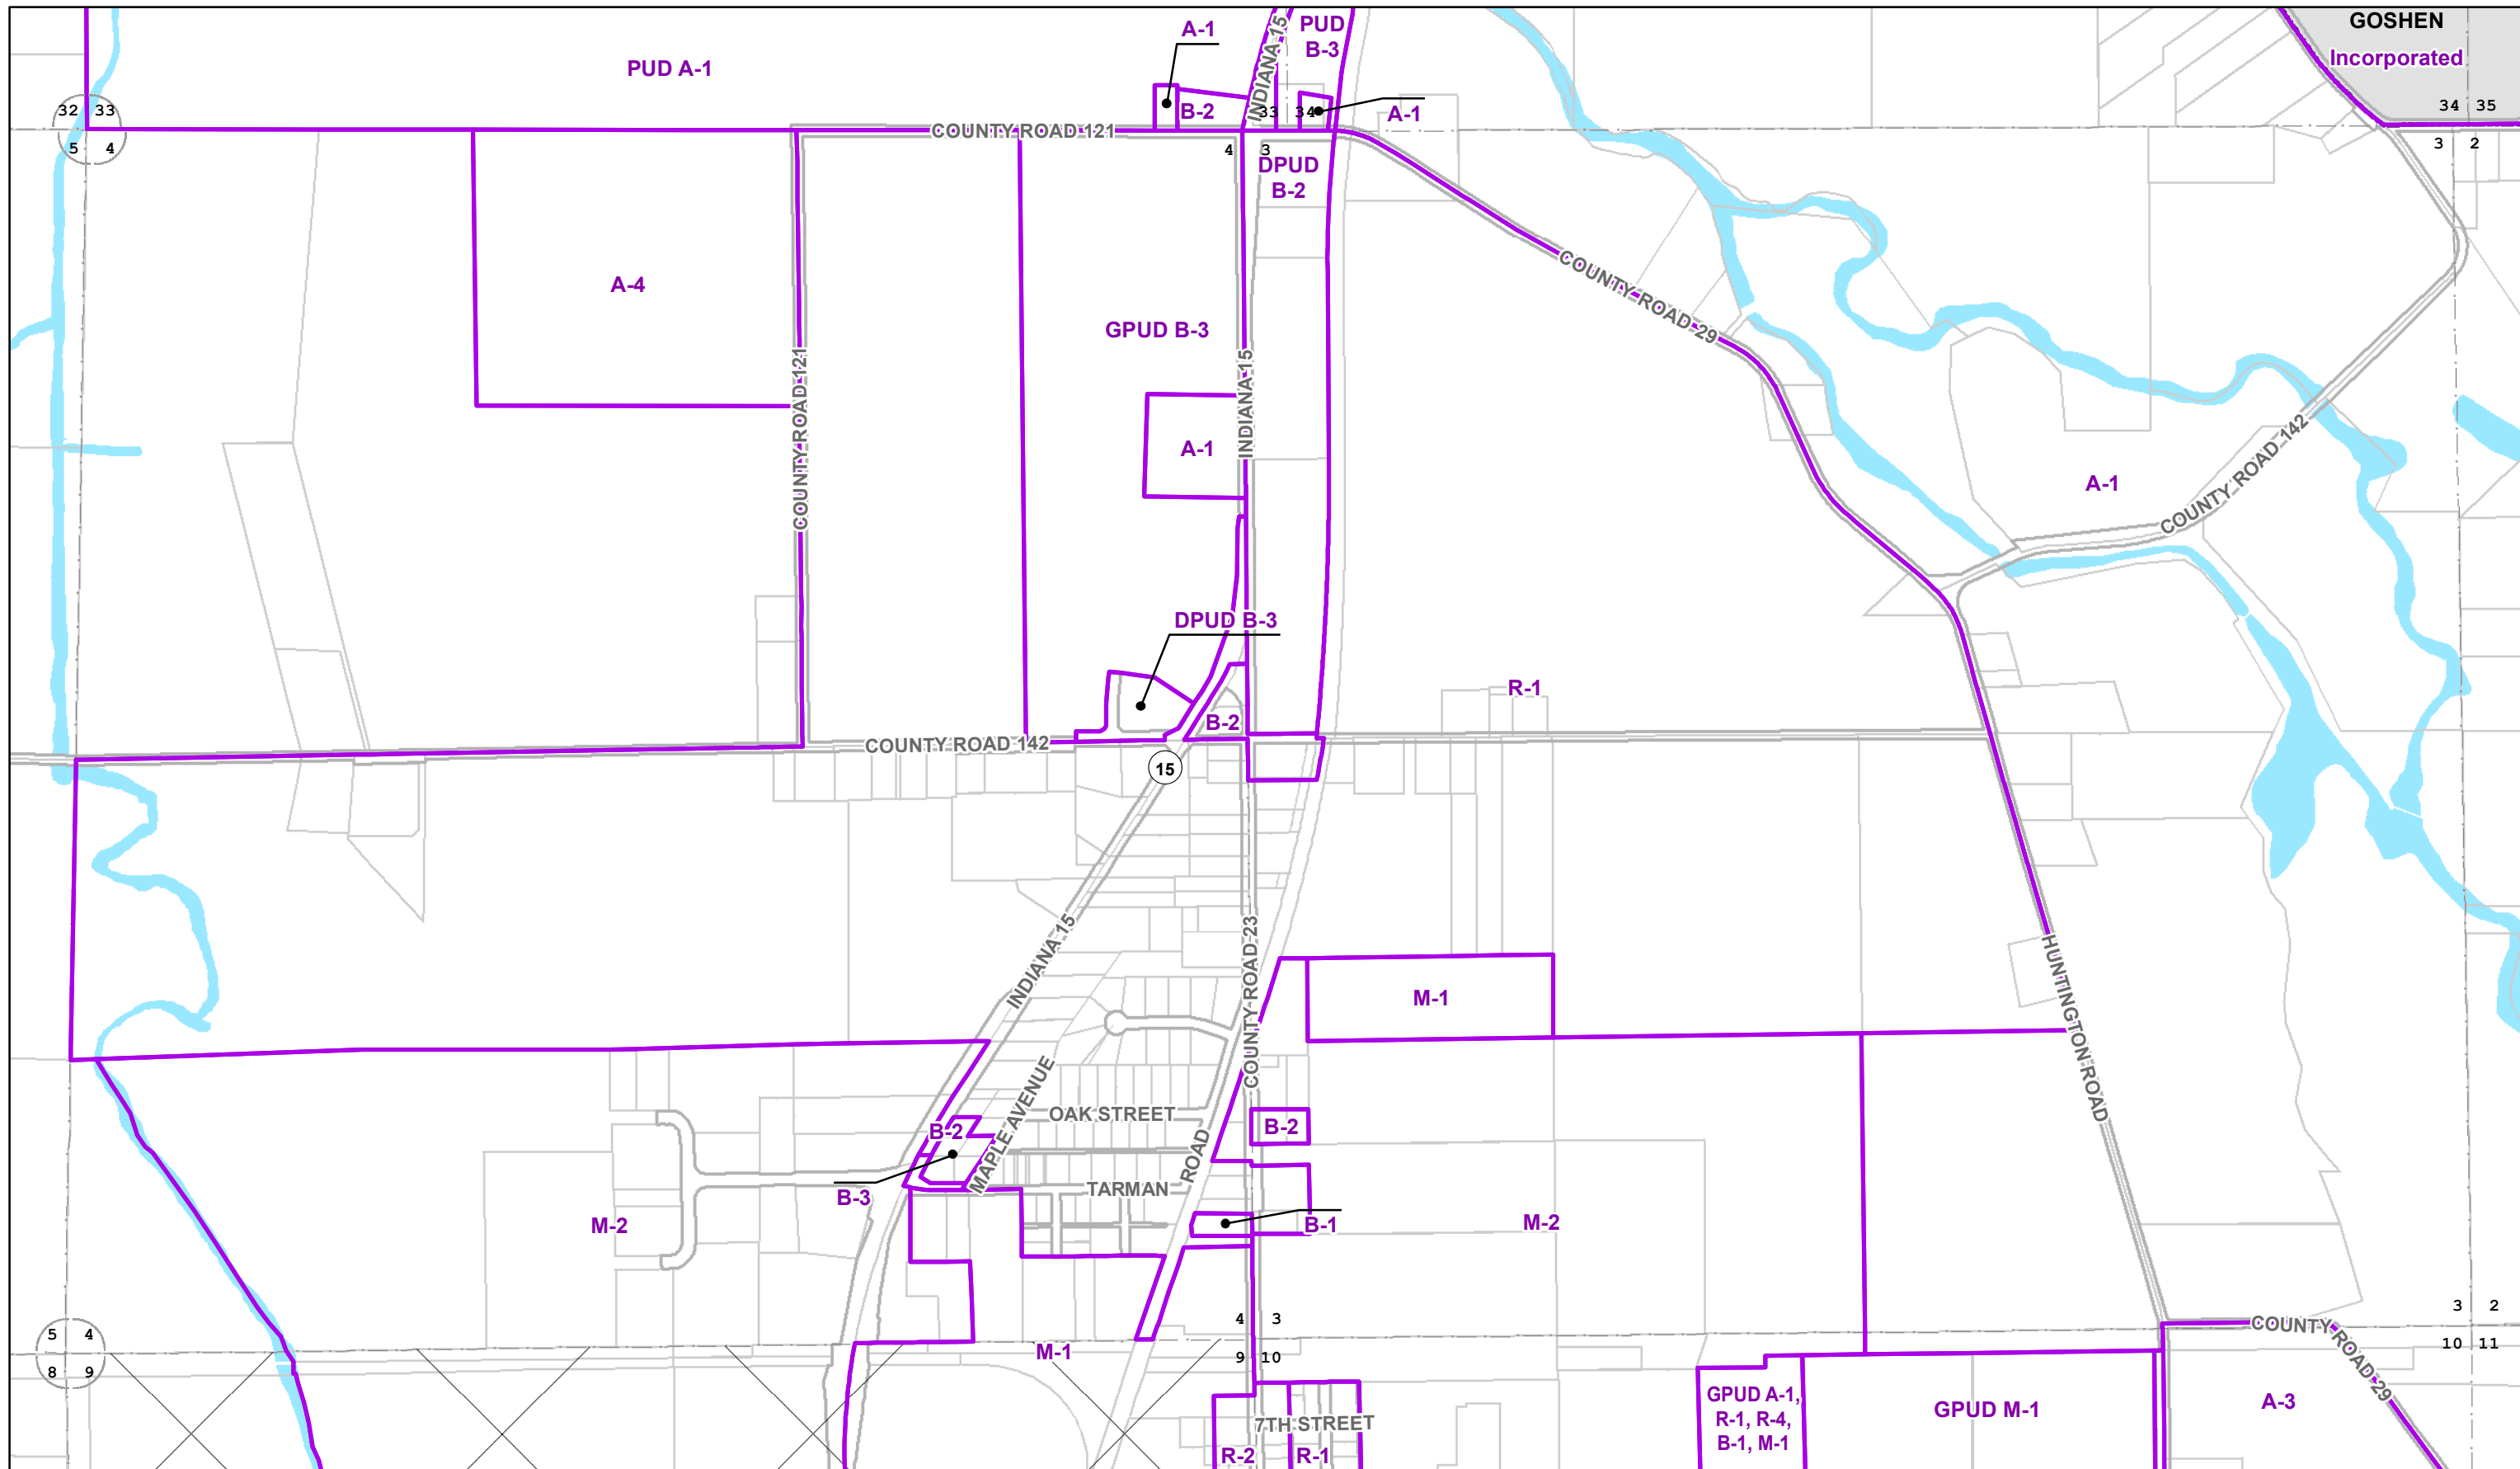 GOSHEN
Incorporated
A-1
INDIANA 15
PUD
B-3
PUD A-1
32 33
5 4
B-2
33 34
A-1
34 35
3 2
COUNTY ROAD 121
4 3
DPUD
B-2
A-4
COUNTY ROAD 29
GPUD B-3
COUNTY ROAD 121
INDIANA 15
A-1
A-1
COUNTY ROAD 142
DPUD B-3
R-1
B-2
COUNTY ROAD 142
15
INDIANA 15
COUNTY ROAD 23
M-1
HUNTINGTON ROAD
MAPLE AVENUE
OAK STREET
B-2
B-2
ROAD
TARMAN
B-3
M-2
B-1
M-2
4 3
9 10
3 2
10 11
5 4
8 9
M-1
COUNTY ROAD 29
GPUD A-1,
R-1, R-4,
B-1, M-1
GPUD M-1
A-3
7TH STREET
R-2
R-1